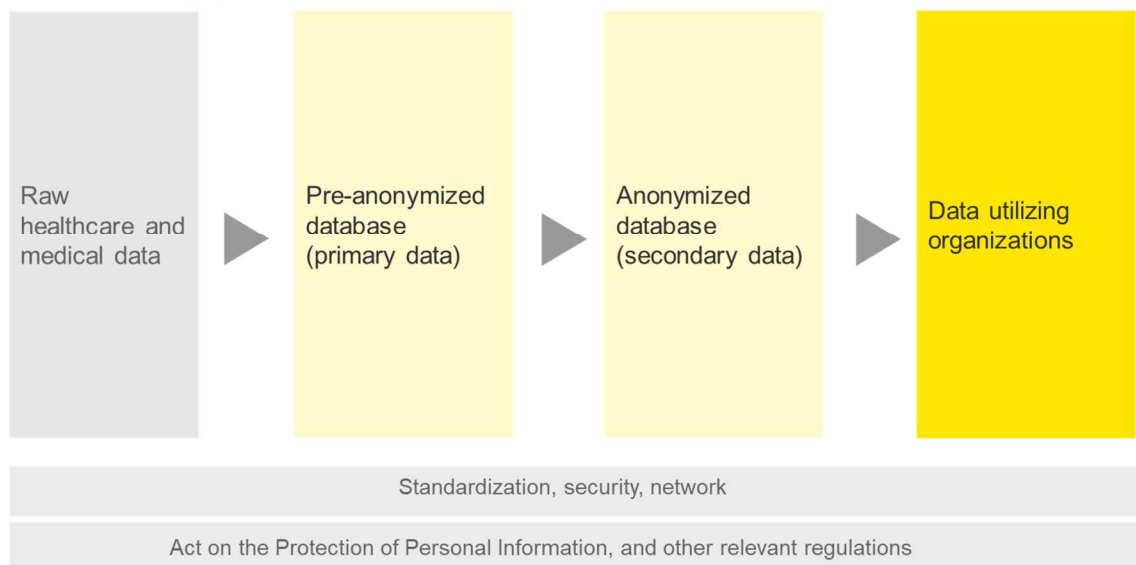 Raw
healthcare and
medical data
Pre-anonymized
database
(primary data)
Anonymized
database
(secondary data)
Data utilizing
organizations
Standardization, security, network
Act on the Protection of Personal Information, and other relevant regulations